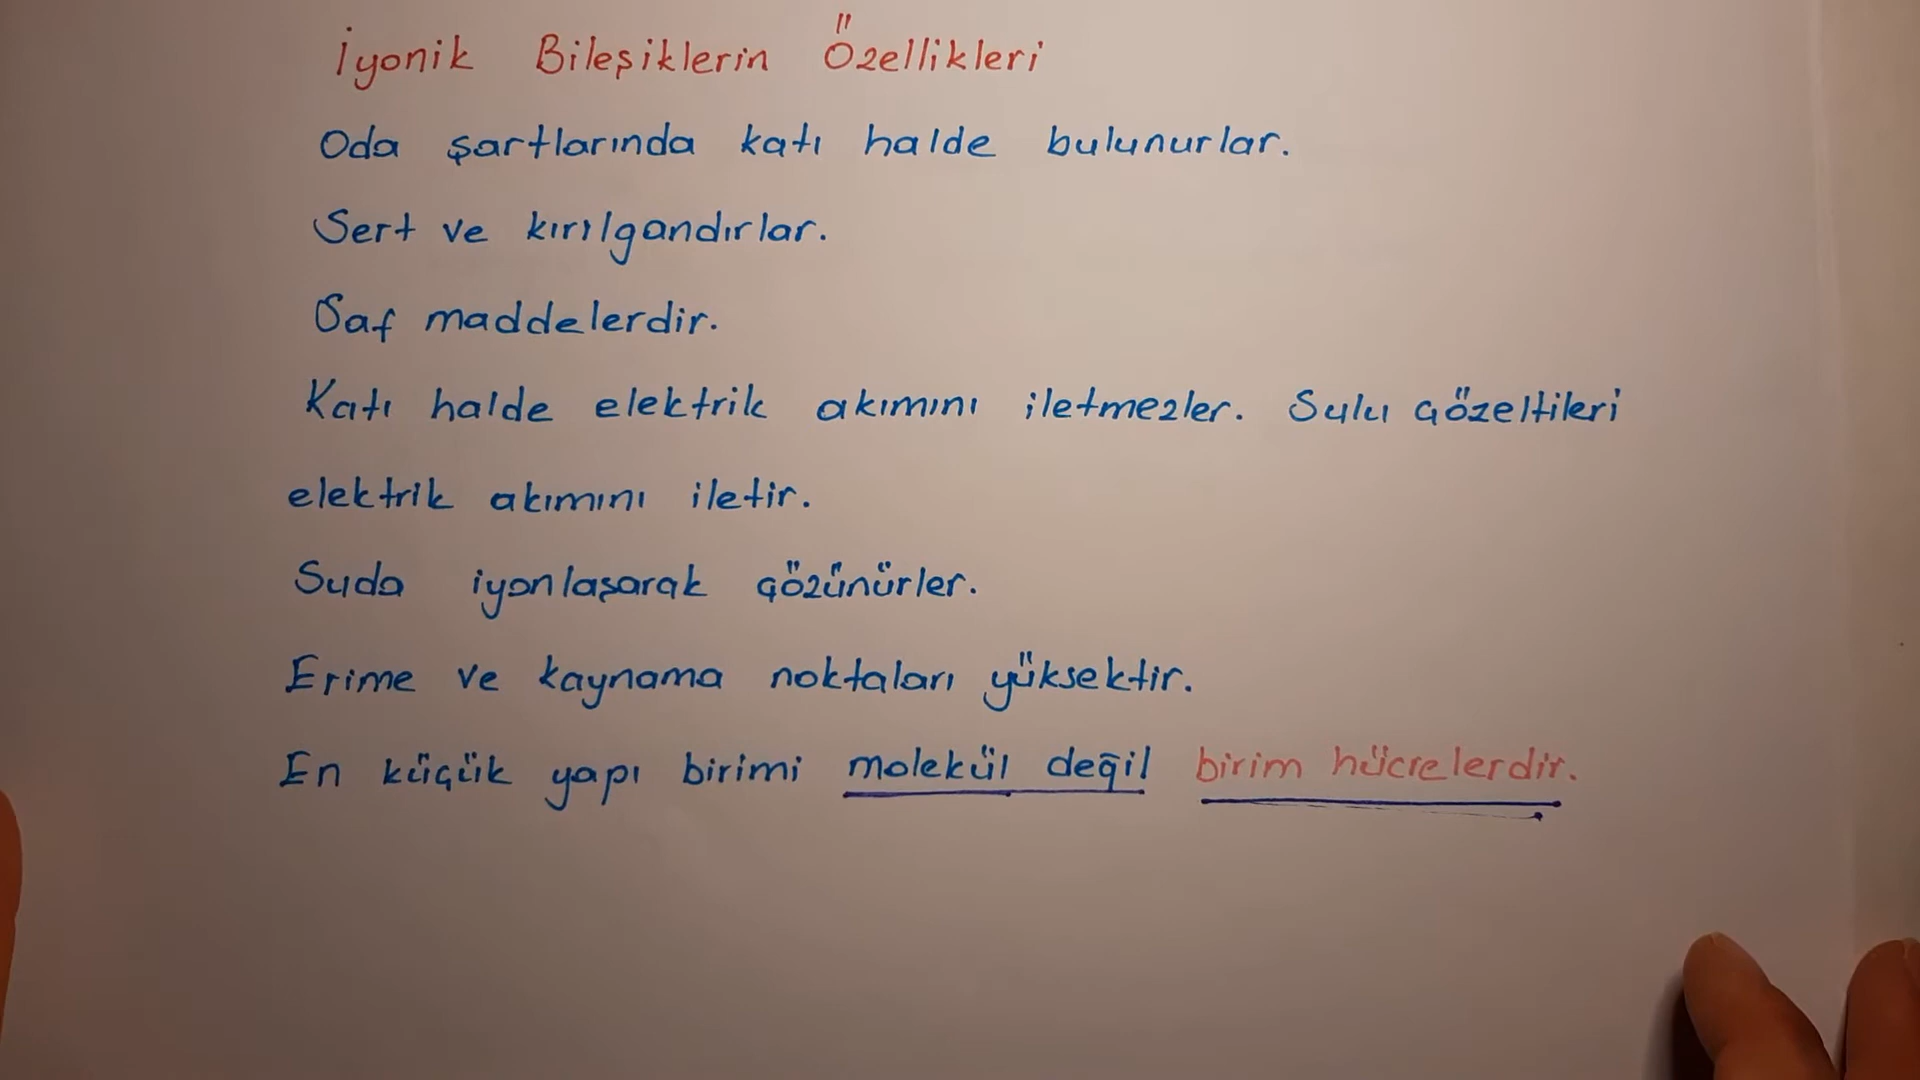 İyonik Bileşiklerin Özellikleri
Oda şartlarında katı halde bulunurlar.
Sert ve kırılgandırlar.
Saf maddelerdir.
Katı halde elektrik akımını iletmezler. Sulu çözeltileri
elektrik akımını iletir.
Suda iyonlaşarak çözünürler.
Erime ve kaynama noktaları yüksektir.
En küçük yapı birimi molekül değil birim hücrelerdir.